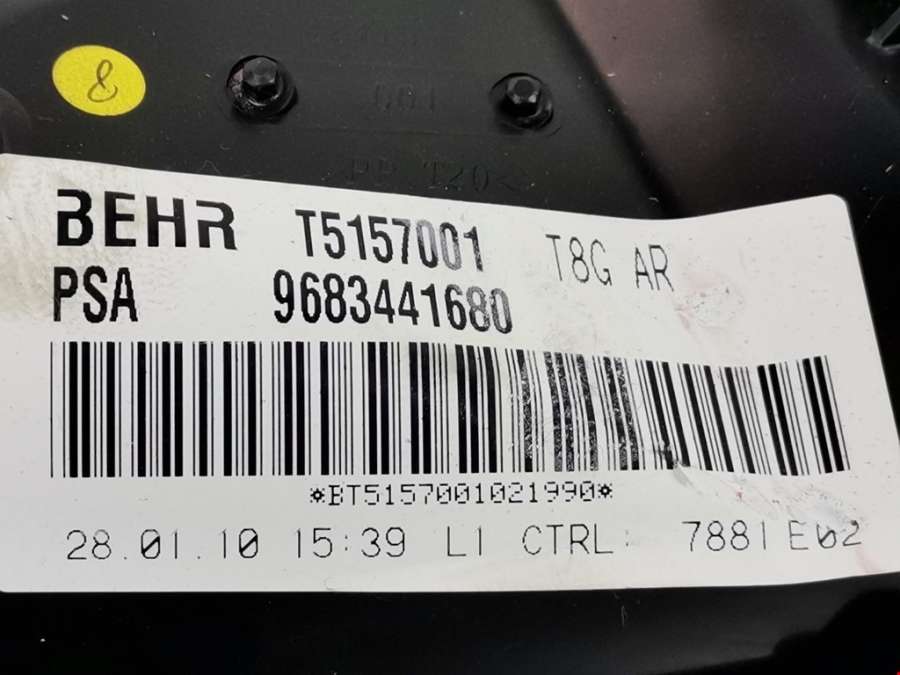 8
BEHR T5157001 T8G AR
PSA 9683441680
*BT5157001021990*
28.01.10 15:39 L1 CTRL: 7881E02